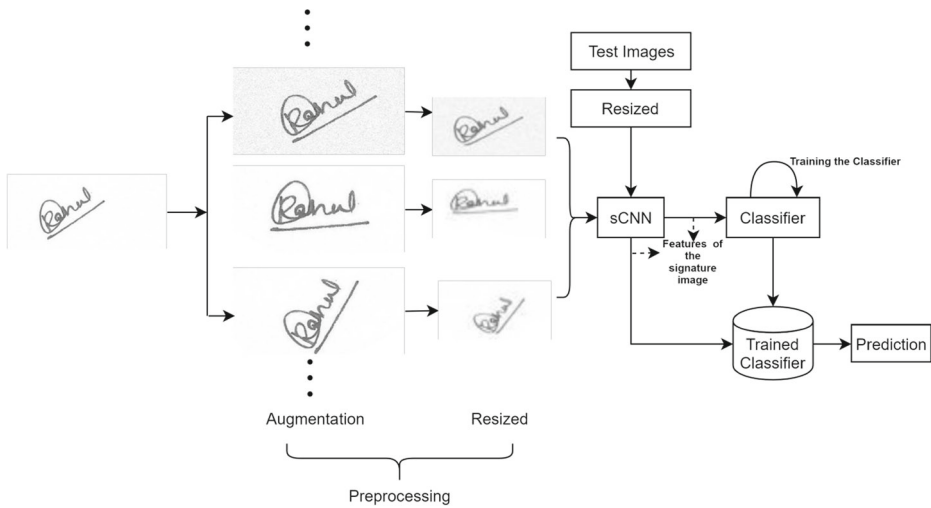 Test Images
Resized
Training the Classifier
Rahul
Rahul
Rahul
Rahul
Rahul
Rahul
Rahul
sCNN
Classifier
Features of
the
signature
image
Trained
Classifier
Prediction
Augmentation
Resized
Preprocessing